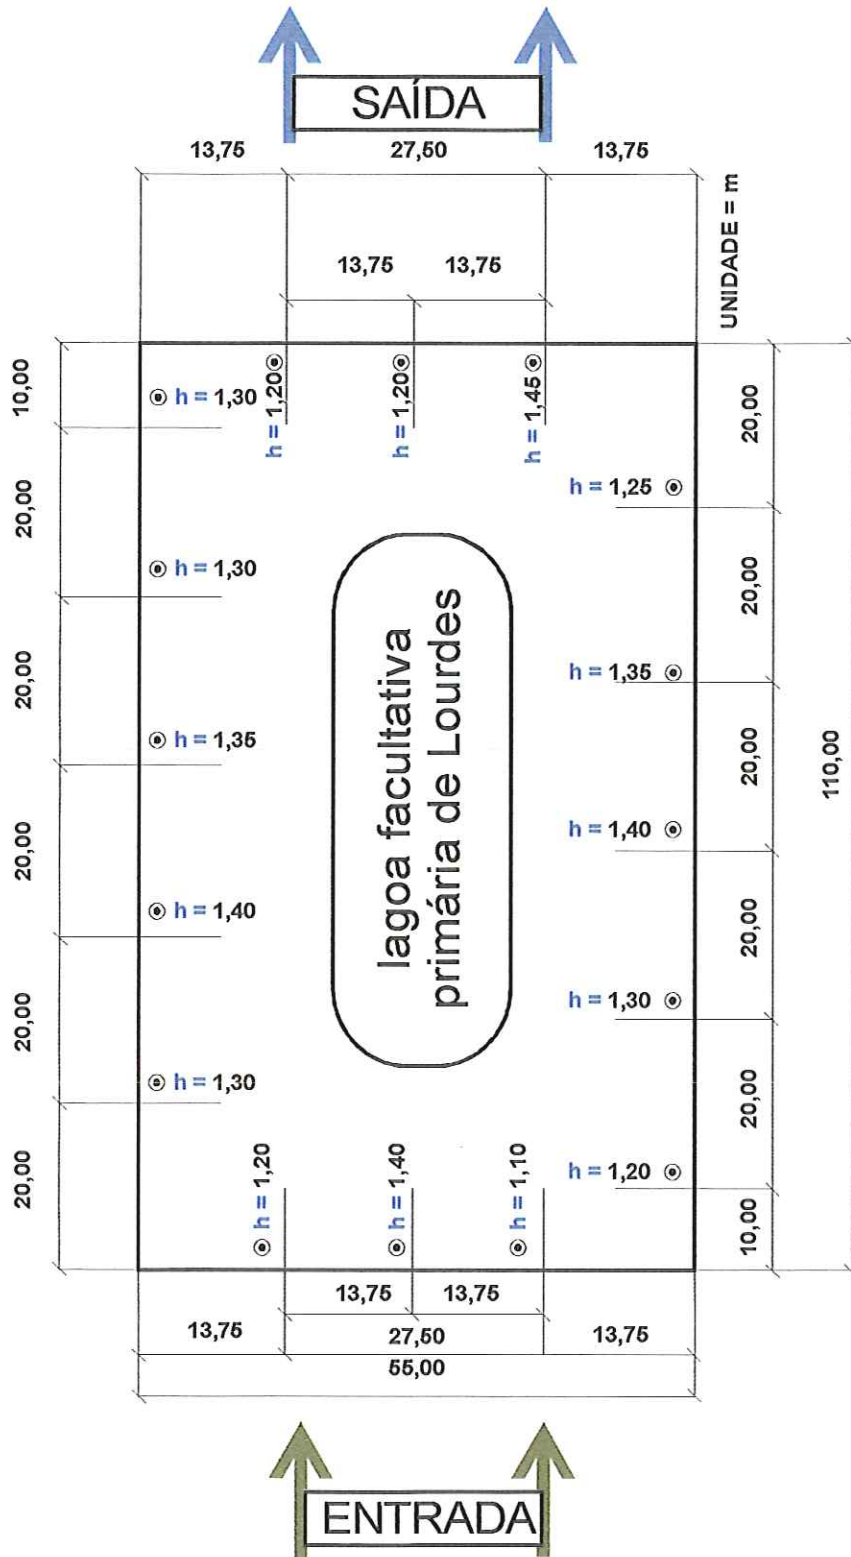 SAÍDA
13,75
27,50
13,75
UNIDADE = m
13,75
13,75
10,00
20,00
20,00
20,00
20,00
20,00
h = 1,30
h = 1,30
h = 1,35
h = 1,40
h = 1,30
h = 1,20
h = 1,20
h = 1,45
lagoa facultativa
primária de Lourdes
h = 1,25
h = 1,35
h = 1,40
h = 1,30
h = 1,20
20,00
20,00
20,00
20,00
20,00
10,00
110,00
h = 1,20
h = 1,40
h = 1,10
13,75
13,75
13,75
27,50
13,75
55,00
ENTRADA